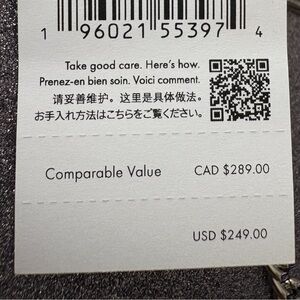 1 96021 55397 4
Take good care. Here's how.
Prenez-en bien soin. Voici comment.
请妥善维护。这里是具体做法。
お手入れ方法はこちらをご覧ください。
Comparable Value CAD $289.00
USD $249.00